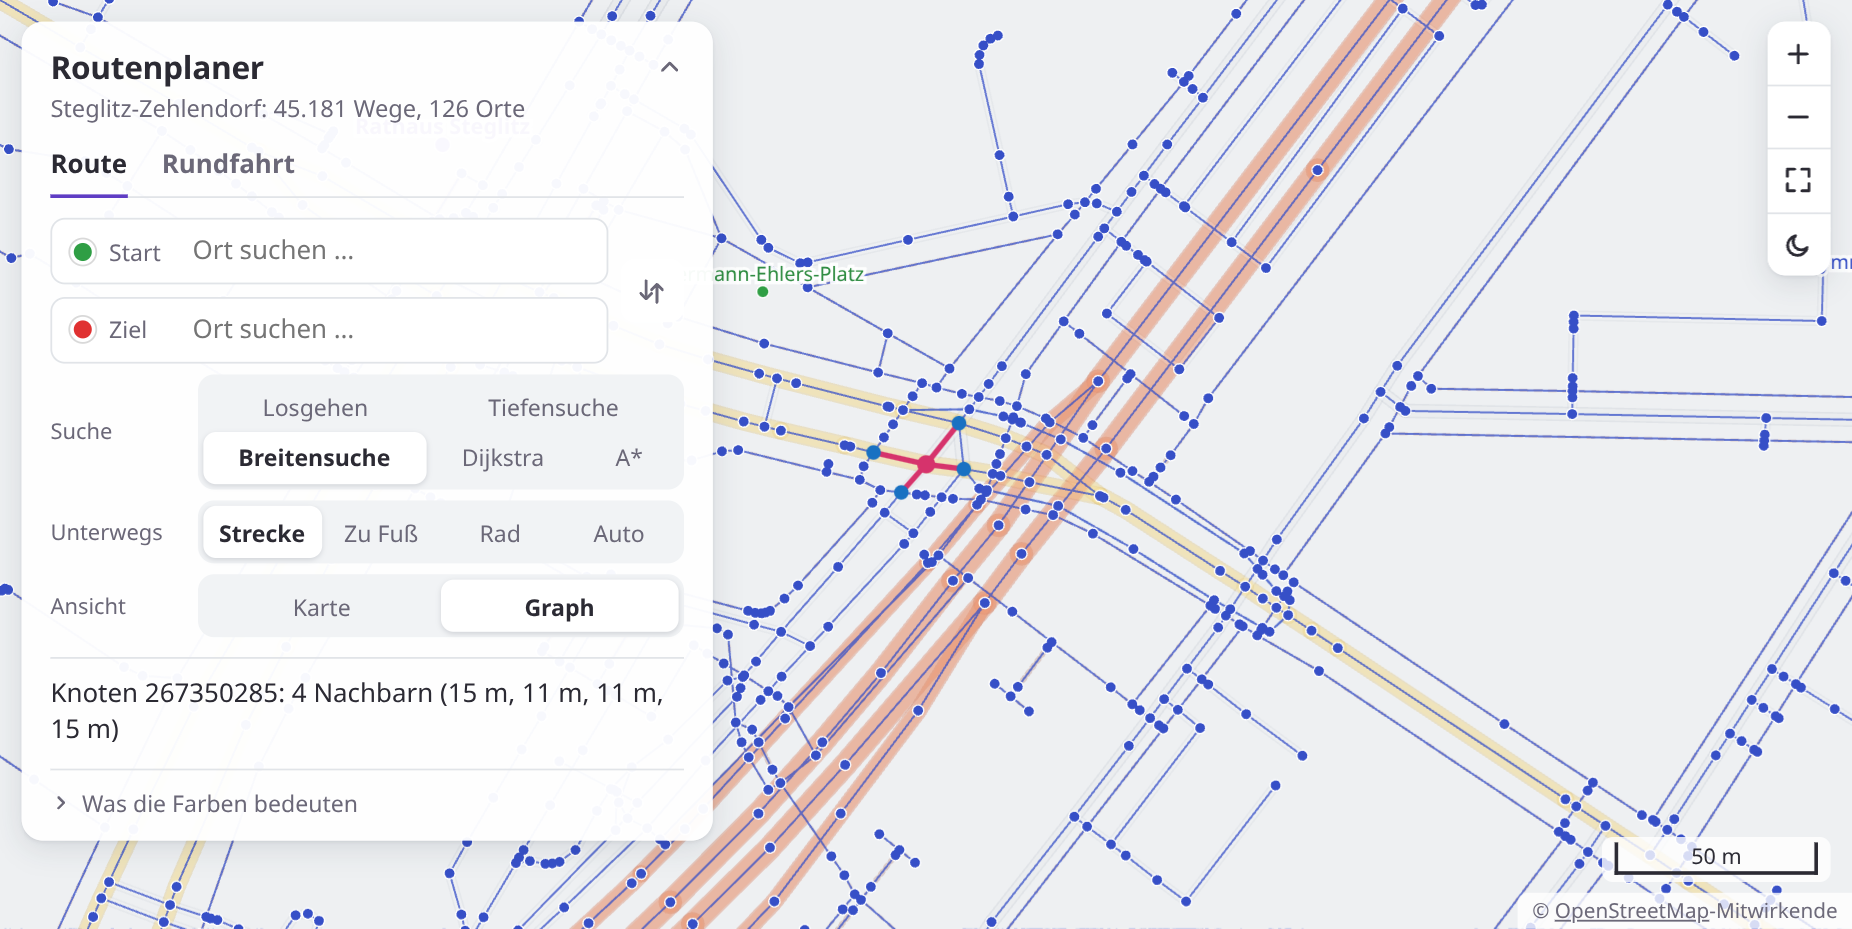 Routenplaner
Steglitz-Zehlendorf: 45.181 Wege, 126 Orte
Rathaus Steglitz
Route Rundfahrt
Start Ort suchen ...
Ziel Ort suchen ...
Suche
Losgehen Tiefensuche
Breitensuche Dijkstra A*
Unterwegs Strecke Zu Fuß Rad Auto
Ansicht Karte Graph
Knoten 267350285: 4 Nachbarn (15 m, 11 m, 11 m,
15 m)
Was die Farben bedeuten
ann-Ehlers-Platz
50 m
© OpenStreetMap-Mitwirkende